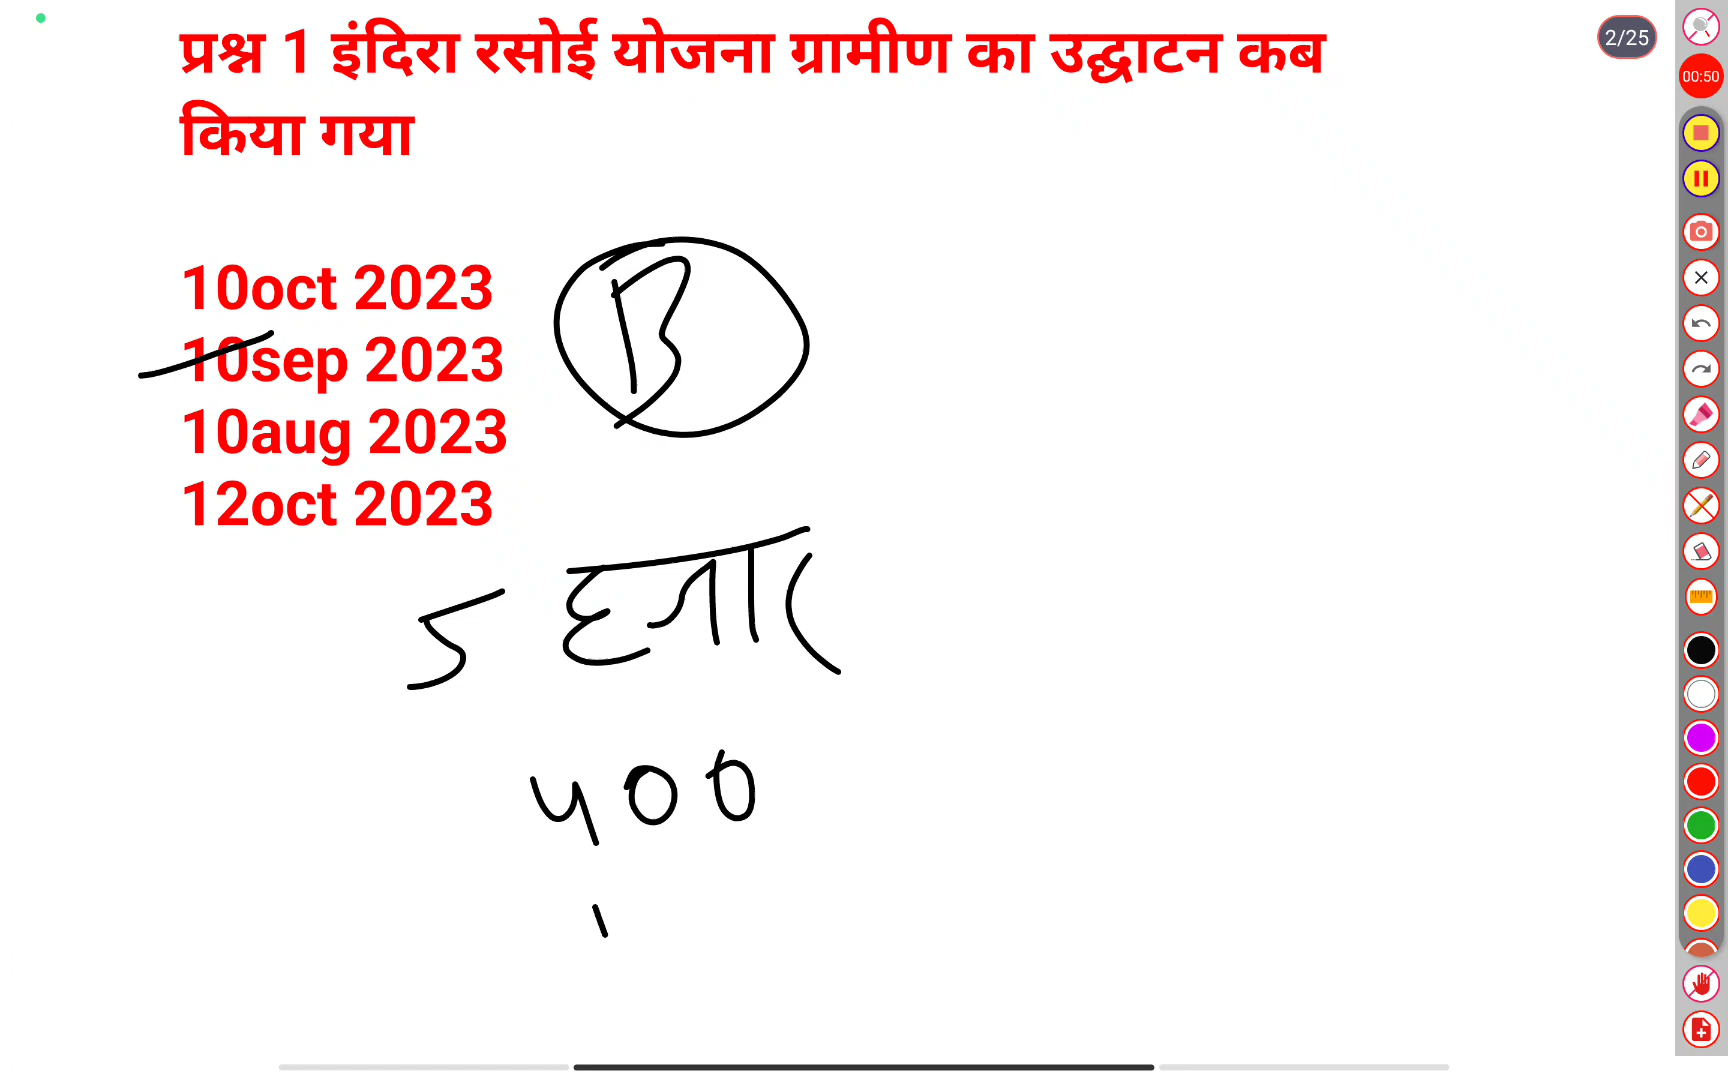 प्रश्न 1 इंदिरा रसोई योजना ग्रामीण का उद्घाटन कब
किया गया
2/25
00:50
10oct 2023
10sep 2023
10aug 2023
12oct 2023
B
5 हजार
400